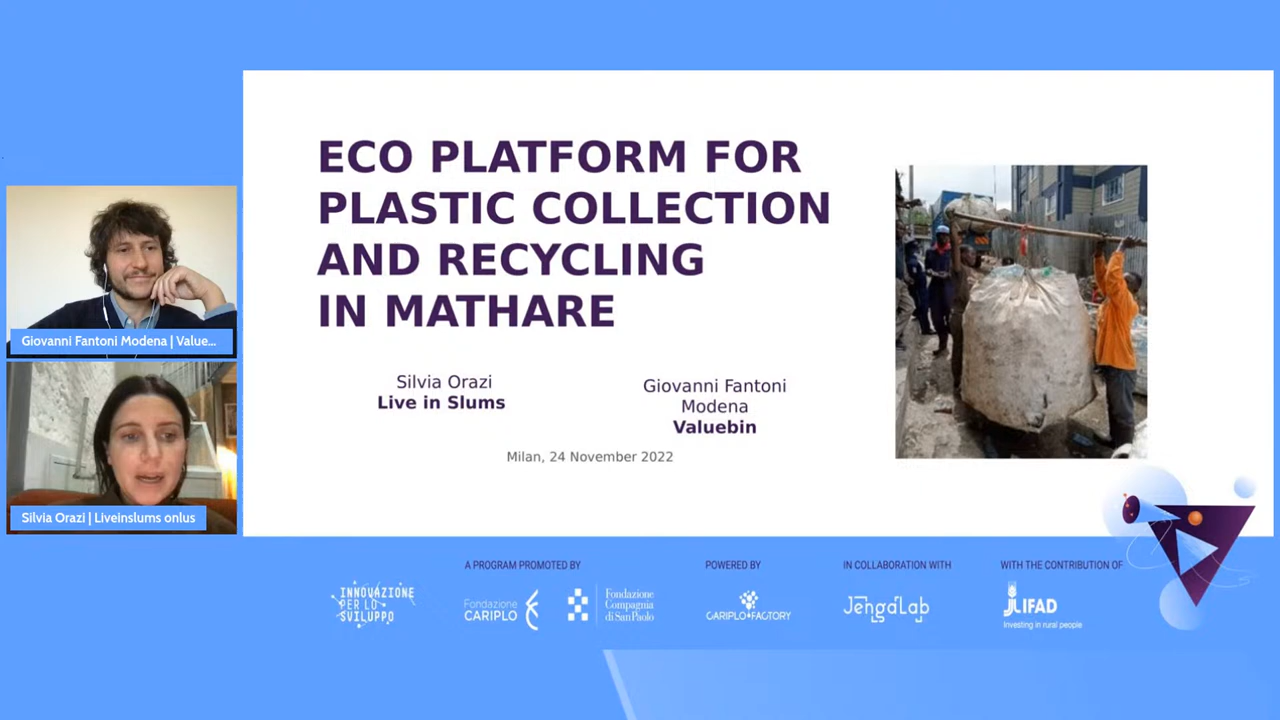 ECO PLATFORM FOR
PLASTIC COLLECTION
AND RECYCLING
IN MATHARE
Silvia Orazi
Live in Slums
Giovanni Fantoni
Modena
Valuebin
Milan, 24 November 2022
Giovanni Fantoni Modena | Value...
Silvia Orazi | Liveinslums onlus
A PROGRAM PROMOTED BY
POWERED BY
IN COLLABORATION WITH
WITH THE CONTRIBUTION OF
INNOVAZIONE
PER LO
SVILUPPO
Fondazione
CARIPLO
Fondazione
Compagnia
di San Paolo
CARIPLO FACTORY
JengaLab
JLIFAD
Investing in rural people